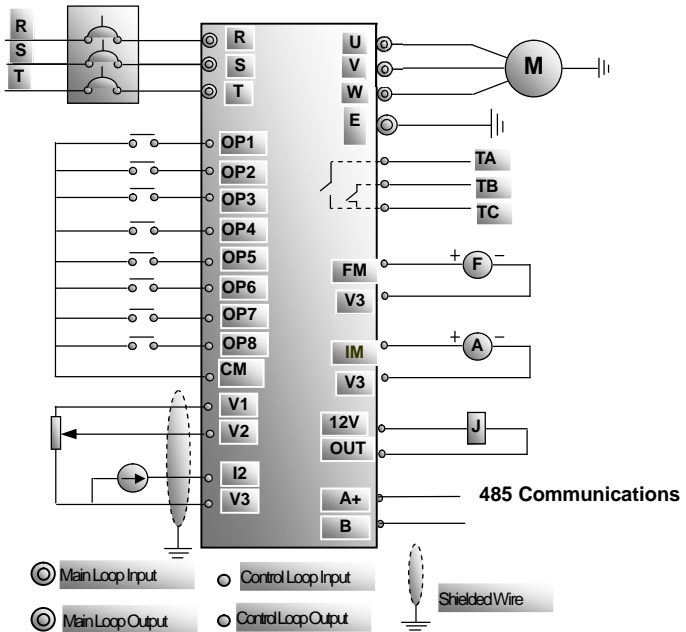 R
S
T
R
S
T
U
V
W
E
M
OP1
OP2
OP3
OP4
OP5
OP6
OP7
OP8
CM
V1
V2
I2
V3
TA
TB
TC
FM
V3
+ F −
IM
V3
+ A −
12V
OUT
J
A+
B
485 Communications
Main Loop Input
Control Loop Input
Main Loop Output
Control Loop Output
Shielded Wire